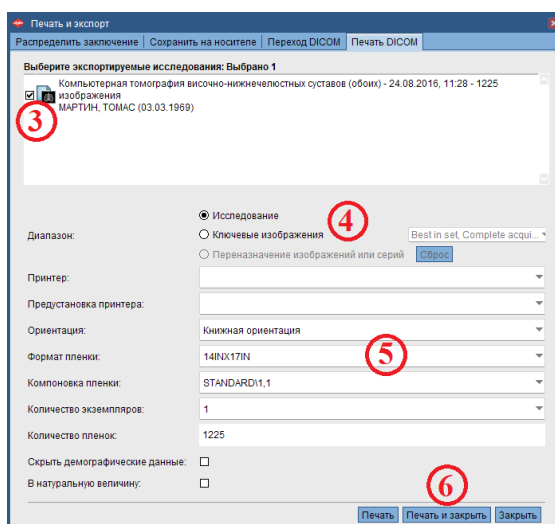 Печать и экспорт
Распределить заключение Сохранить на носителе Переход DICOM Печать DICOM
Выберите экспортируемые исследования: Выбрано 1
Компьютерная томография височно-нижнечелюстных суставов (обоих) - 24.08.2016, 11:28 - 1225
изображения
МАРТИН, ТОМАС (03.03.1969)
3
Исследование
4
Диапазон: Ключевые изображения Best in set, Complete acqui...
Переназначение изображений или серий Сброс
Принтер:
Предустановка принтера:
Ориентация: Книжная ориентация
Формат пленки: 14INX17IN
5
Компоновка пленки: STANDARD\1,1
Количество экземпляров: 1
Количество пленок: 1225
Скрыть демографические данные:
В натуральную величину:
6
Печать Печать и закрыть Закрыть